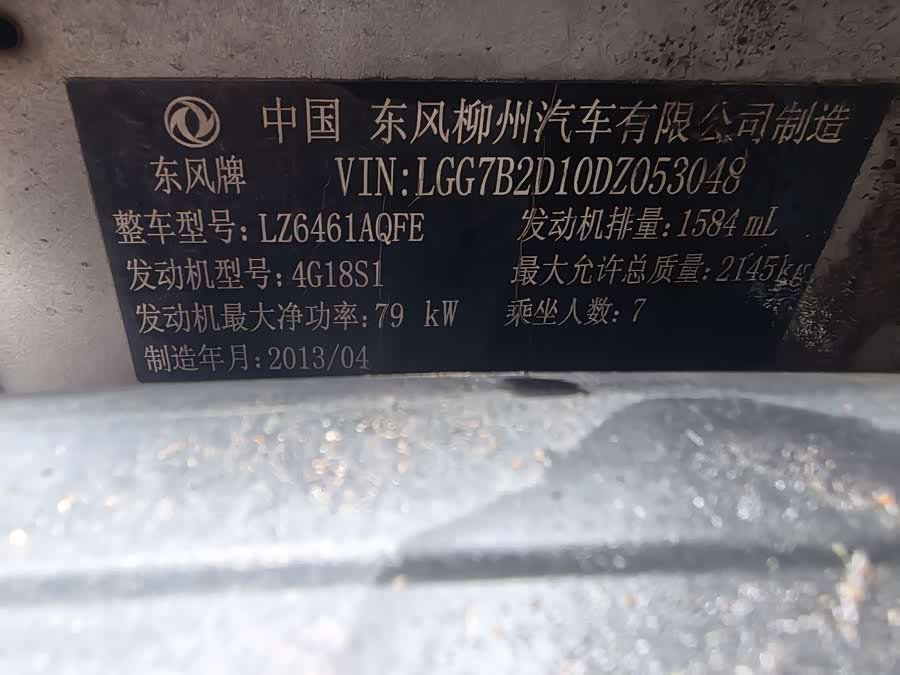 中国 东风柳州汽车有限公司制造
东风牌 VIN:LGG7B2D10DZ053048
整车型号: LZ6461AQFE 发动机排量: 1584 mL
发动机型号: 4G18S1 最大允许总质量: 2145kg
发动机最大净功率: 79 kW 乘坐人数: 7
制造年月: 2013/04